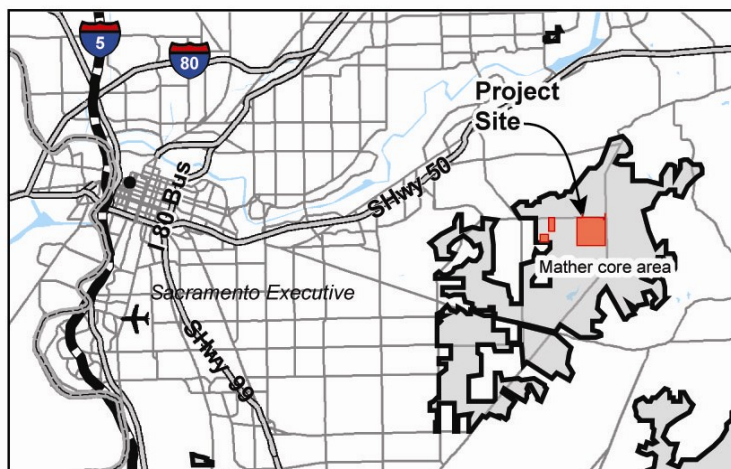 5
80
Project
Site
SHwy 50
I-80 Bus
Mather core area
Sacramento Executive
SHwy 99